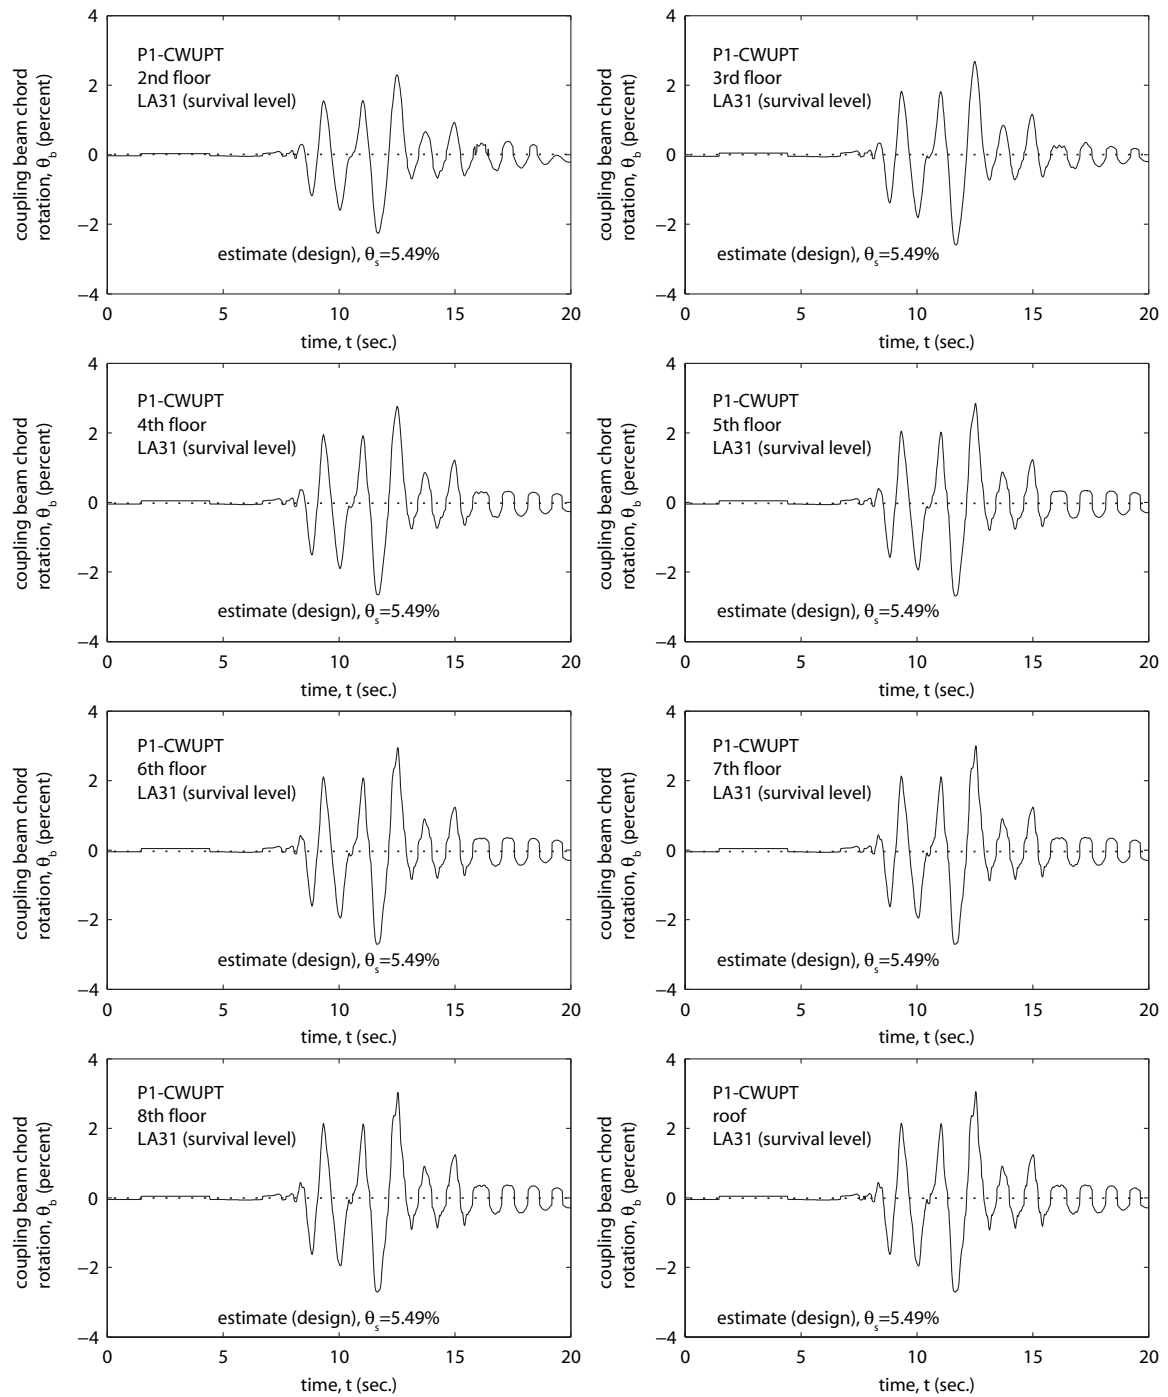 4
2
0
−2
−4
coupling beam chord
rotation, θb (percent)
P1-CWUPT
2nd floor
LA31 (survival level)
estimate (design), θs=5.49%
0
5
10
15
20
time, t (sec.)
4
2
0
−2
−4
coupling beam chord
rotation, θb (percent)
P1-CWUPT
3rd floor
LA31 (survival level)
estimate (design), θs=5.49%
0
5
10
15
20
time, t (sec.)
4
2
0
−2
−4
coupling beam chord
rotation, θb (percent)
P1-CWUPT
4th floor
LA31 (survival level)
estimate (design), θs=5.49%
0
5
10
15
20
time, t (sec.)
4
2
0
−2
−4
coupling beam chord
rotation, θb (percent)
P1-CWUPT
5th floor
LA31 (survival level)
estimate (design), θs=5.49%
0
5
10
15
20
time, t (sec.)
4
2
0
−2
−4
coupling beam chord
rotation, θb (percent)
P1-CWUPT
6th floor
LA31 (survival level)
estimate (design), θs=5.49%
0
5
10
15
20
time, t (sec.)
4
2
0
−2
−4
coupling beam chord
rotation, θb (percent)
P1-CWUPT
7th floor
LA31 (survival level)
estimate (design), θs=5.49%
0
5
10
15
20
time, t (sec.)
4
2
0
−2
−4
coupling beam chord
rotation, θb (percent)
P1-CWUPT
8th floor
LA31 (survival level)
estimate (design), θs=5.49%
0
5
10
15
20
time, t (sec.)
4
2
0
−2
−4
coupling beam chord
rotation, θb (percent)
P1-CWUPT
roof
LA31 (survival level)
estimate (design), θs=5.49%
0
5
10
15
20
time, t (sec.)